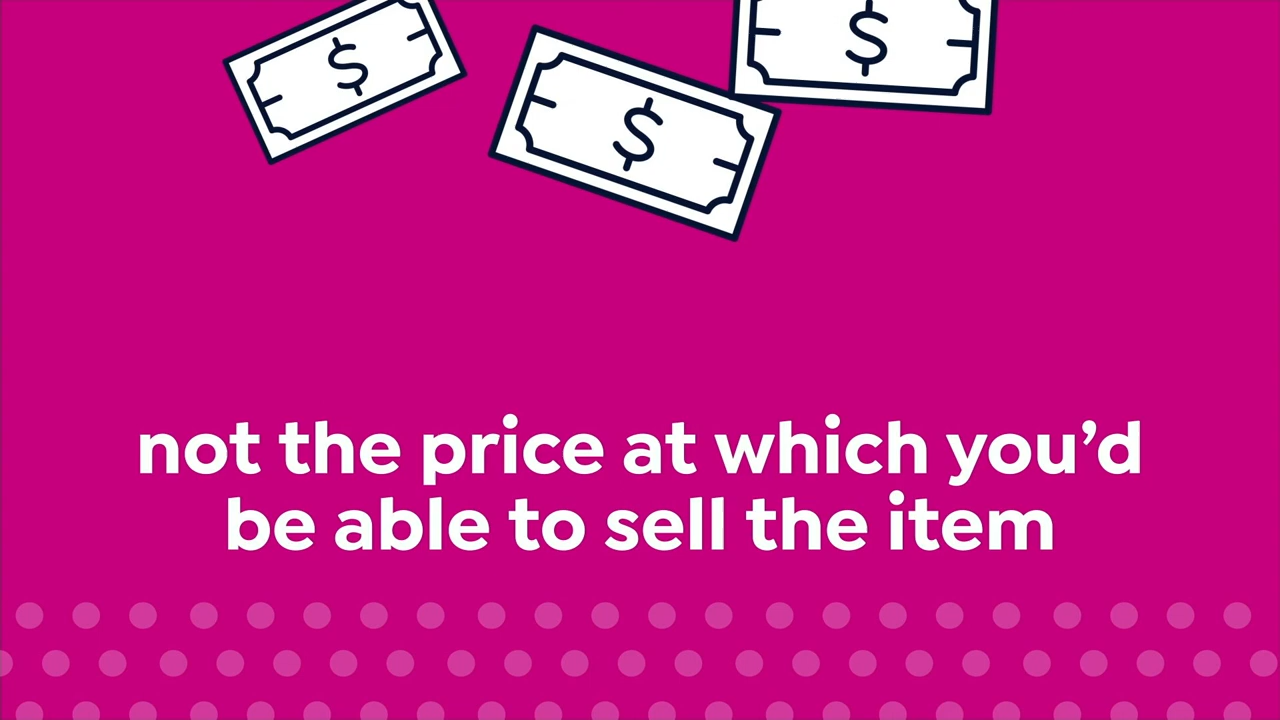 $
$
$
not the price at which you’d
be able to sell the item